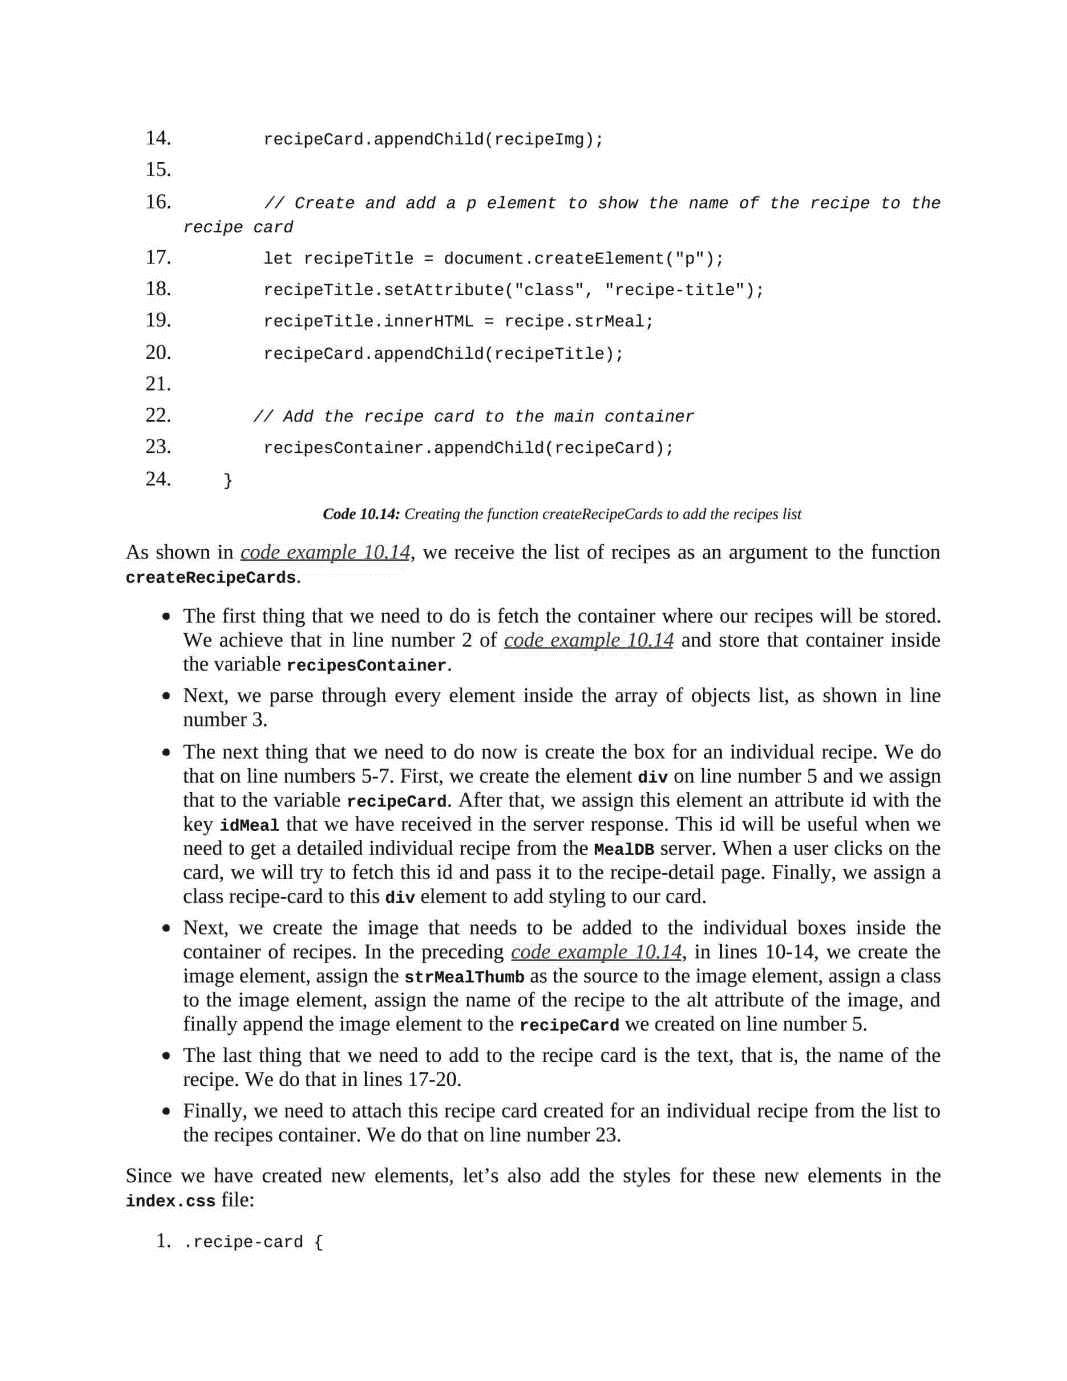 14. recipeCard.appendChild(recipeImg);
15.
16. // Create and add a p element to show the name of the recipe to the
recipe card
17. let recipeTitle = document.createElement("p");
18. recipeTitle.setAttribute("class", "recipe-title");
19. recipeTitle.innerHTML = recipe.strMeal;
20. recipeCard.appendChild(recipeTitle);
21.
22. // Add the recipe card to the main container
23. recipesContainer.appendChild(recipeCard);
24. }
Code 10.14: Creating the function createRecipeCards to add the recipes list
As shown in code example 10.14, we receive the list of recipes as an argument to the function
createRecipeCards.
• The first thing that we need to do is fetch the container where our recipes will be stored.
We achieve that in line number 2 of code example 10.14 and store that container inside
the variable recipesContainer.
• Next, we parse through every element inside the array of objects list, as shown in line
number 3.
• The next thing that we need to do now is create the box for an individual recipe. We do
that on line numbers 5-7. First, we create the element div on line number 5 and we assign
that to the variable recipeCard. After that, we assign this element an attribute id with the
key idMeal that we have received in the server response. This id will be useful when we
need to get a detailed individual recipe from the MealDB server. When a user clicks on the
card, we will try to fetch this id and pass it to the recipe-detail page. Finally, we assign a
class recipe-card to this div element to add styling to our card.
• Next, we create the image that needs to be added to the individual boxes inside the
container of recipes. In the preceding code example 10.14, in lines 10-14, we create the
image element, assign the strMealThumb as the source to the image element, assign a class
to the image element, assign the name of the recipe to the alt attribute of the image, and
finally append the image element to the recipeCard we created on line number 5.
• The last thing that we need to add to the recipe card is the text, that is, the name of the
recipe. We do that in lines 17-20.
• Finally, we need to attach this recipe card created for an individual recipe from the list to
the recipes container. We do that on line number 23.
Since we have created new elements, let’s also add the styles for these new elements in the
index.css file:
1. .recipe-card {